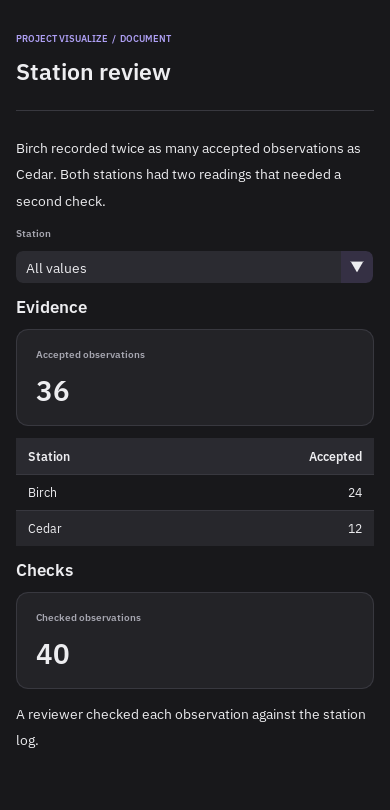 PROJECT VISUALIZE / DOCUMENT
Station review
Birch recorded twice as many accepted observations as
Cedar. Both stations had two readings that needed a
second check.
Station
All values
Evidence
Accepted observations
36
Station Accepted
Birch 24
Cedar 12
Checks
Checked observations
40
A reviewer checked each observation against the station
log.